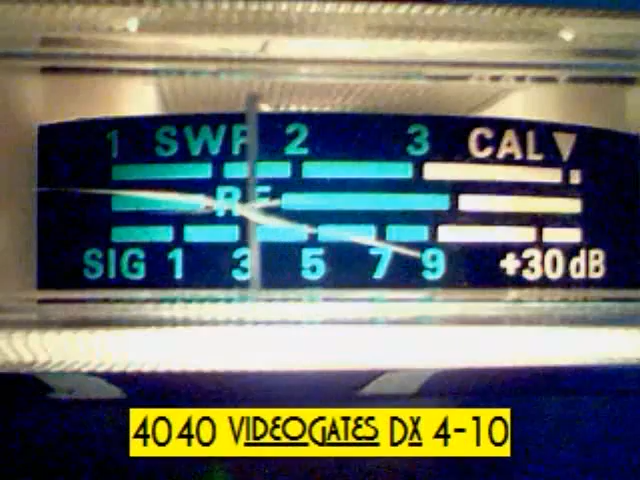 1 SWR 2 3 CAL
RF
SIG 1 3 5 7 9 +30dB
4040 VIDEOGATES DX 4-10